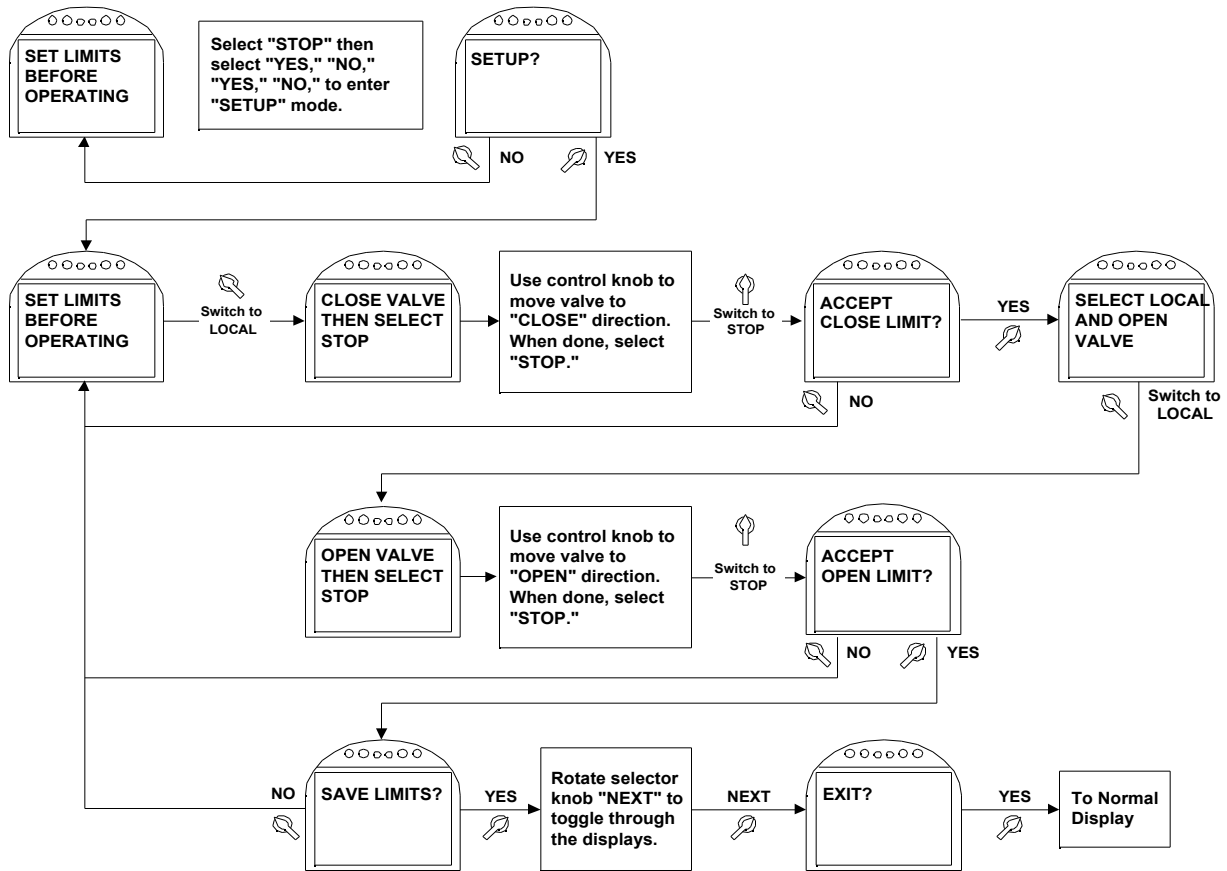 SET LIMITS
BEFORE
OPERATING
Select "STOP" then
select "YES," "NO,"
"YES," "NO," to enter
"SETUP" mode.
SETUP?
NO
YES
SET LIMITS
BEFORE
OPERATING
Switch to
LOCAL
CLOSE VALVE
THEN SELECT
STOP
Use control knob to
move valve to
"CLOSE" direction.
When done, select
"STOP."
Switch to
STOP
ACCEPT
CLOSE LIMIT?
YES
SELECT LOCAL
AND OPEN
VALVE
NO
Switch to
LOCAL
OPEN VALVE
THEN SELECT
STOP
Use control knob to
move valve to
"OPEN" direction.
When done, select
"STOP."
Switch to
STOP
ACCEPT
OPEN LIMIT?
NO
YES
NO
SAVE LIMITS?
YES
Rotate selector
knob "NEXT" to
toggle through
the displays.
NEXT
EXIT?
YES
To Normal
Display